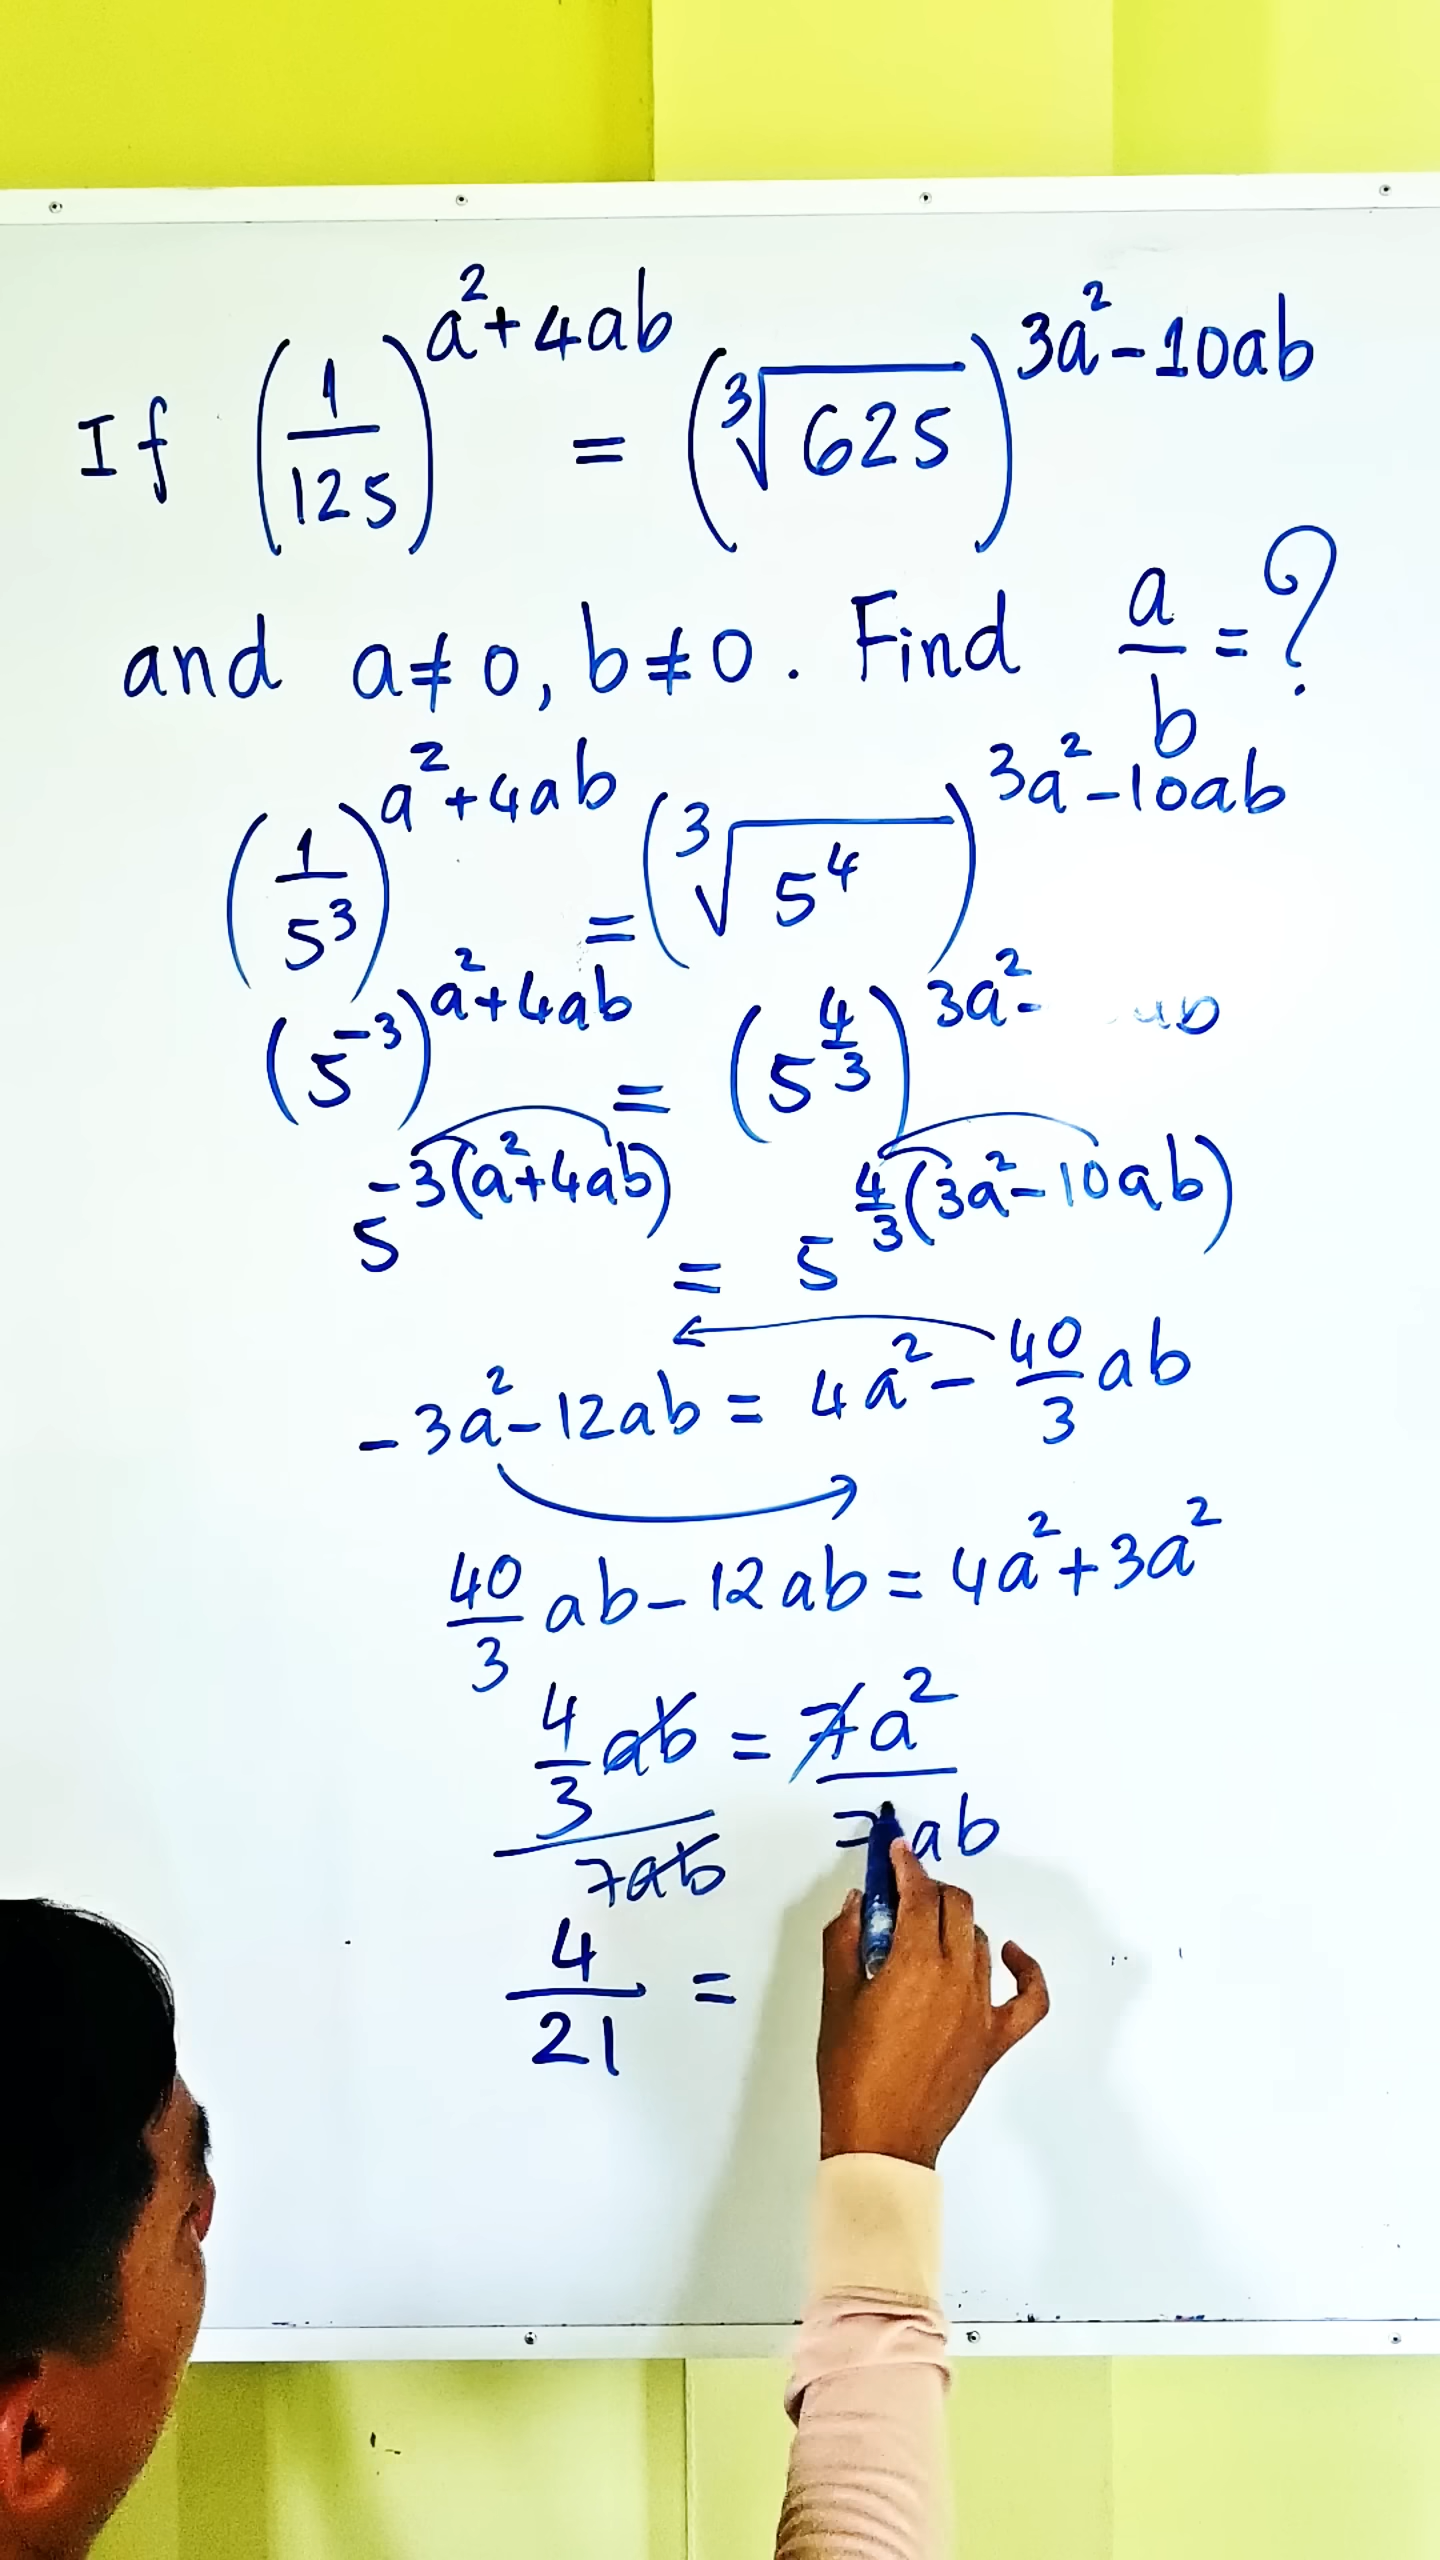 If (1/125)^(a²+4ab) = (∛625)^(3a²-10ab)
and a≠0, b≠0. Find a/b = ?
(1/5³)^(a²+4ab) = (∛5⁴)^(3a²-10ab)
(5^-3)^(a²+4ab) = (5^(4/3))^(3a²- ab)
5^(-3(a²+4ab)) = 5^(4/3(3a²-10ab))
-3a²-12ab = 4a² - 40/3 ab
40/3 ab - 12ab = 4a²+3a²
4/3 ab / 7ab = 7a² / 7ab
4/21 =